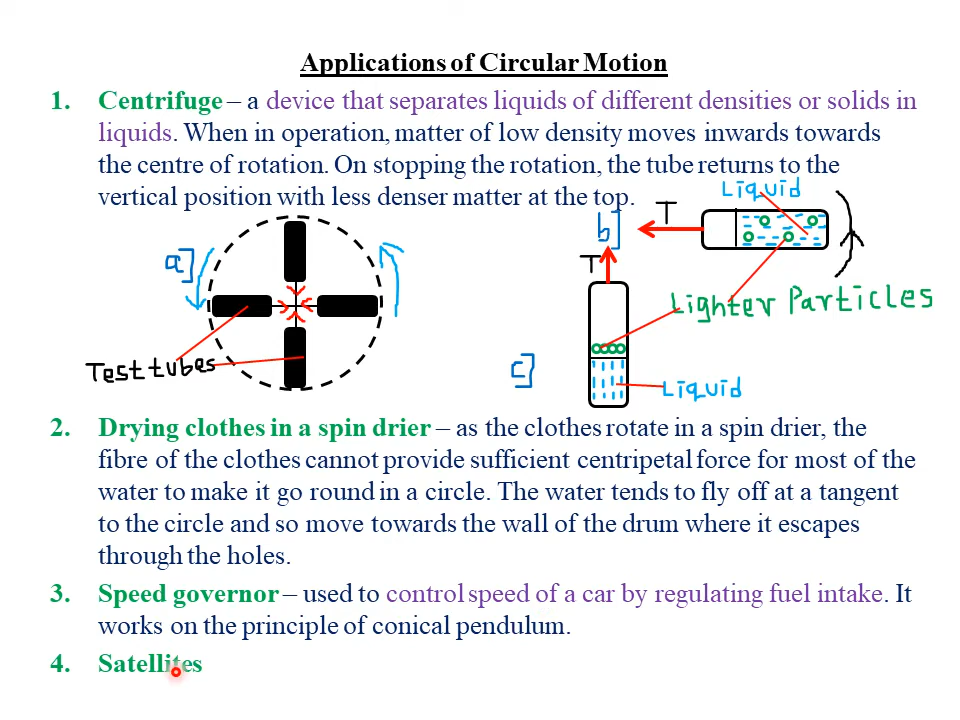 Applications of Circular Motion
1. Centrifuge – a device that separates liquids of different densities or solids in
liquids. When in operation, matter of low density moves inwards towards
the centre of rotation. On stopping the rotation, the tube returns to the
vertical position with less denser matter at the top.
Liquid
T
a]
b]
T
Lighter Particles
Test tubes
c]
Liquid
2. Drying clothes in a spin drier – as the clothes rotate in a spin drier, the
fibre of the clothes cannot provide sufficient centripetal force for most of the
water to make it go round in a circle. The water tends to fly off at a tangent
to the circle and so move towards the wall of the drum where it escapes
through the holes.
3. Speed governor – used to control speed of a car by regulating fuel intake. It
works on the principle of conical pendulum.
4. Satellites